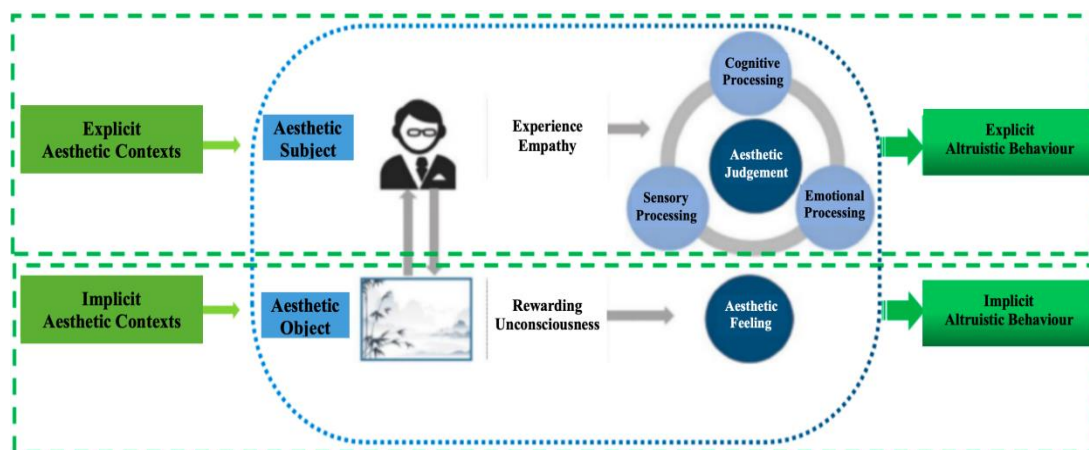 Explicit
Aesthetic Contexts
Aesthetic
Subject
Experience
Empathy
Cognitive
Processing
Aesthetic
Judgement
Sensory
Processing
Emotional
Processing
Explicit
Altruistic Behaviour
Implicit
Aesthetic Contexts
Aesthetic
Object
Rewarding
Unconsciousness
Aesthetic
Feeling
Implicit
Altruistic Behaviour